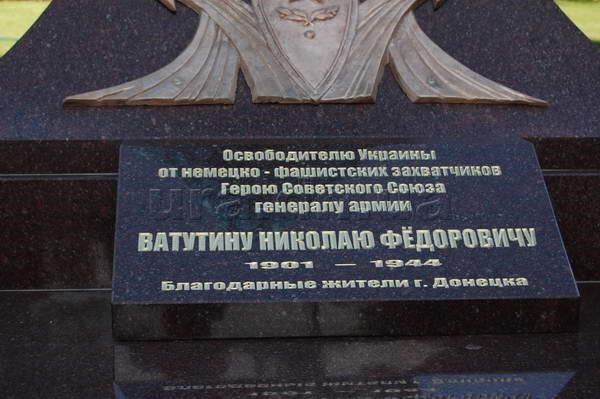 Освободителю Украины
от немецко - фашистских захватчиков
Герою Советского Союза
генералу армии
ВАТУТИНУ НИКОЛАЮ ФЁДОРОВИЧУ
1901 — 1944
Благодарные жители г. Донецка